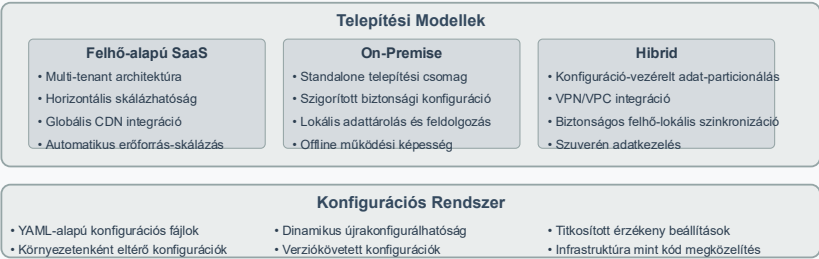 Telepítési Modellek
Felhő-alapú SaaS
• Multi-tenant architektúra
• Horizontális skálázhatóság
• Globális CDN integráció
• Automatikus erőforrás-skálázás
On-Premise
• Standalone telepítési csomag
• Szigorított biztonsági konfiguráció
• Lokális adattárolás és feldolgozás
• Offline működési képesség
Hibrid
• Konfiguráció-vezérelt adat-particionálás
• VPN/VPC integráció
• Biztonságos felhő-lokális szinkronizáció
• Szuverén adatkezelés
Konfigurációs Rendszer
• YAML-alapú konfigurációs fájlok
• Környezetenként eltérő konfigurációk
• Dinamikus újrakonfigurálhatóság
• Verziókövetett konfigurációk
• Titkosított érzékeny beállítások
• Infrastruktúra mint kód megközelítés